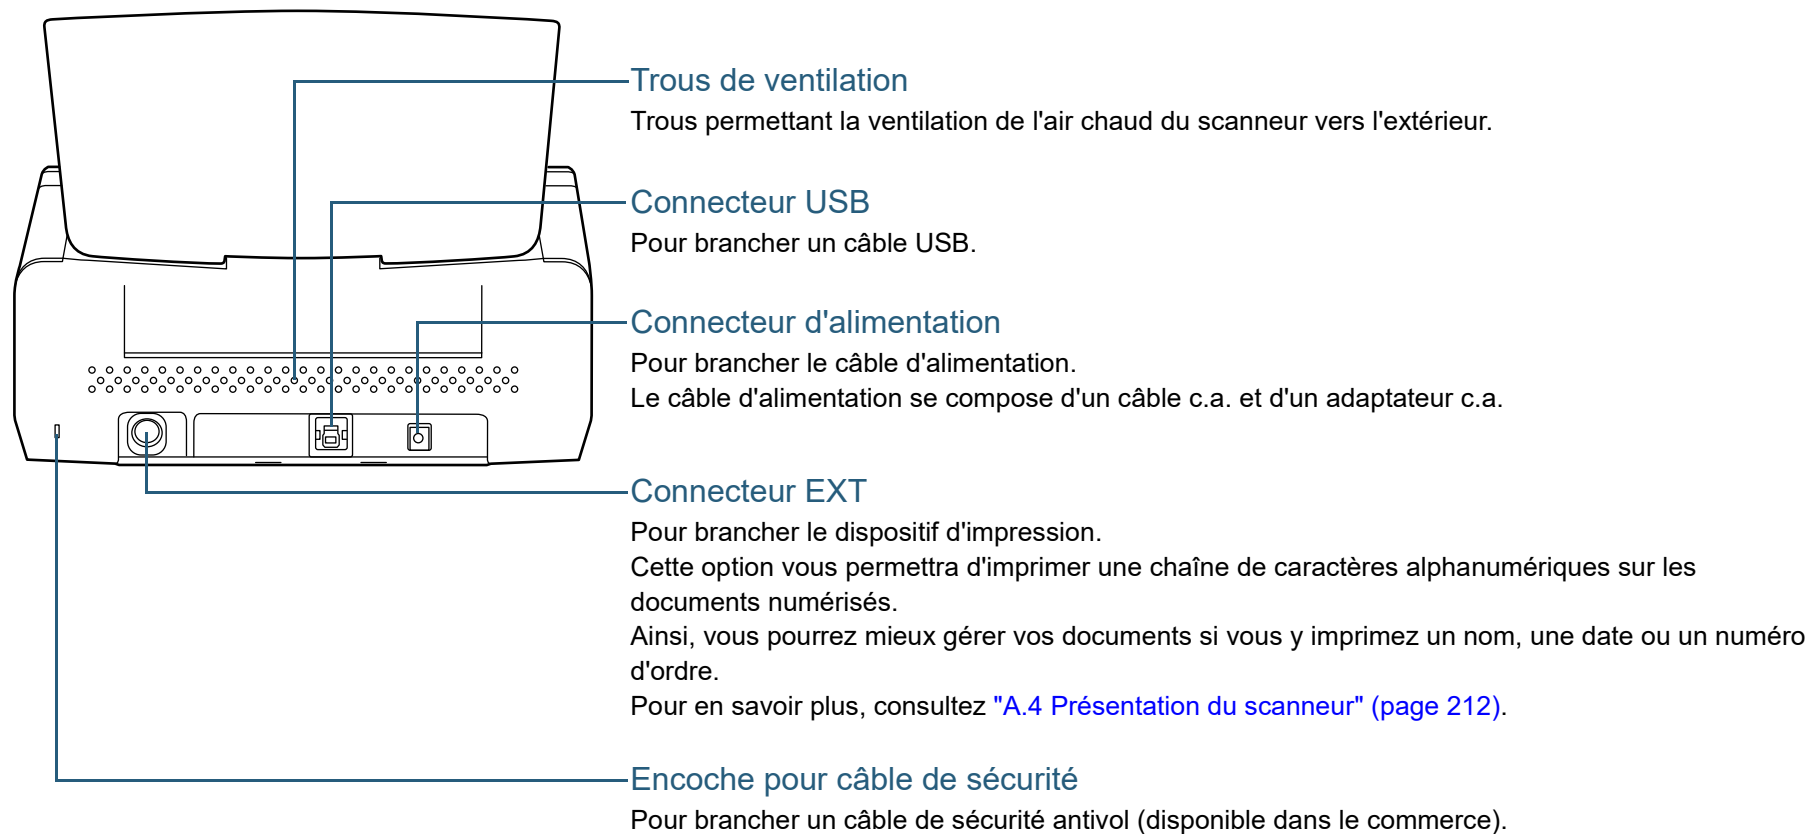 Trous de ventilation
Trous permettant la ventilation de l'air chaud du scanneur vers l'extérieur.
Connecteur USB
Pour brancher un câble USB.
Connecteur d'alimentation
Pour brancher le câble d'alimentation.
Le câble d'alimentation se compose d'un câble c.a. et d'un adaptateur c.a.
Connecteur EXT
Pour brancher le dispositif d'impression.
Cette option vous permettra d'imprimer une chaîne de caractères alphanumériques sur les
documents numérisés.
Ainsi, vous pourrez mieux gérer vos documents si vous y imprimez un nom, une date ou un numéro
d'ordre.
Pour en savoir plus, consultez "A.4 Présentation du scanneur" (page 212).
Encoche pour câble de sécurité
Pour brancher un câble de sécurité antivol (disponible dans le commerce).